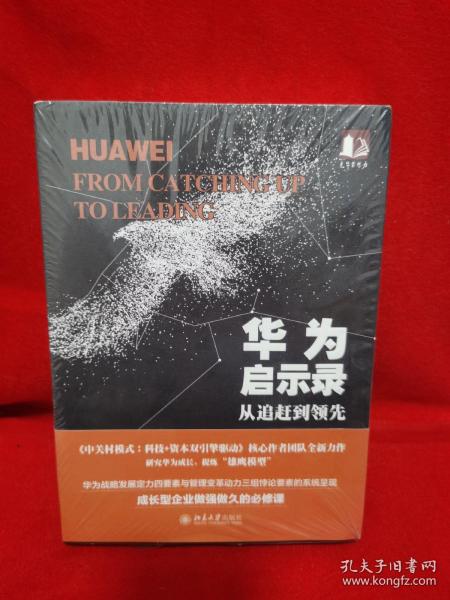 HUAWEI
FROM CATCHING UP
TO LEADING
华为
启示录
从追赶到领先
《中关村模式：科技+资本双引擎驱动》核心作者团队全新力作
研究华为成长，提炼“雄鹰模型”
华为战略发展定力四要素与管理变革动力三组悖论要素的系统呈现
成长型企业做强做久的必修课
北京大学出版社
孔夫子旧书网
www.kongfz.com